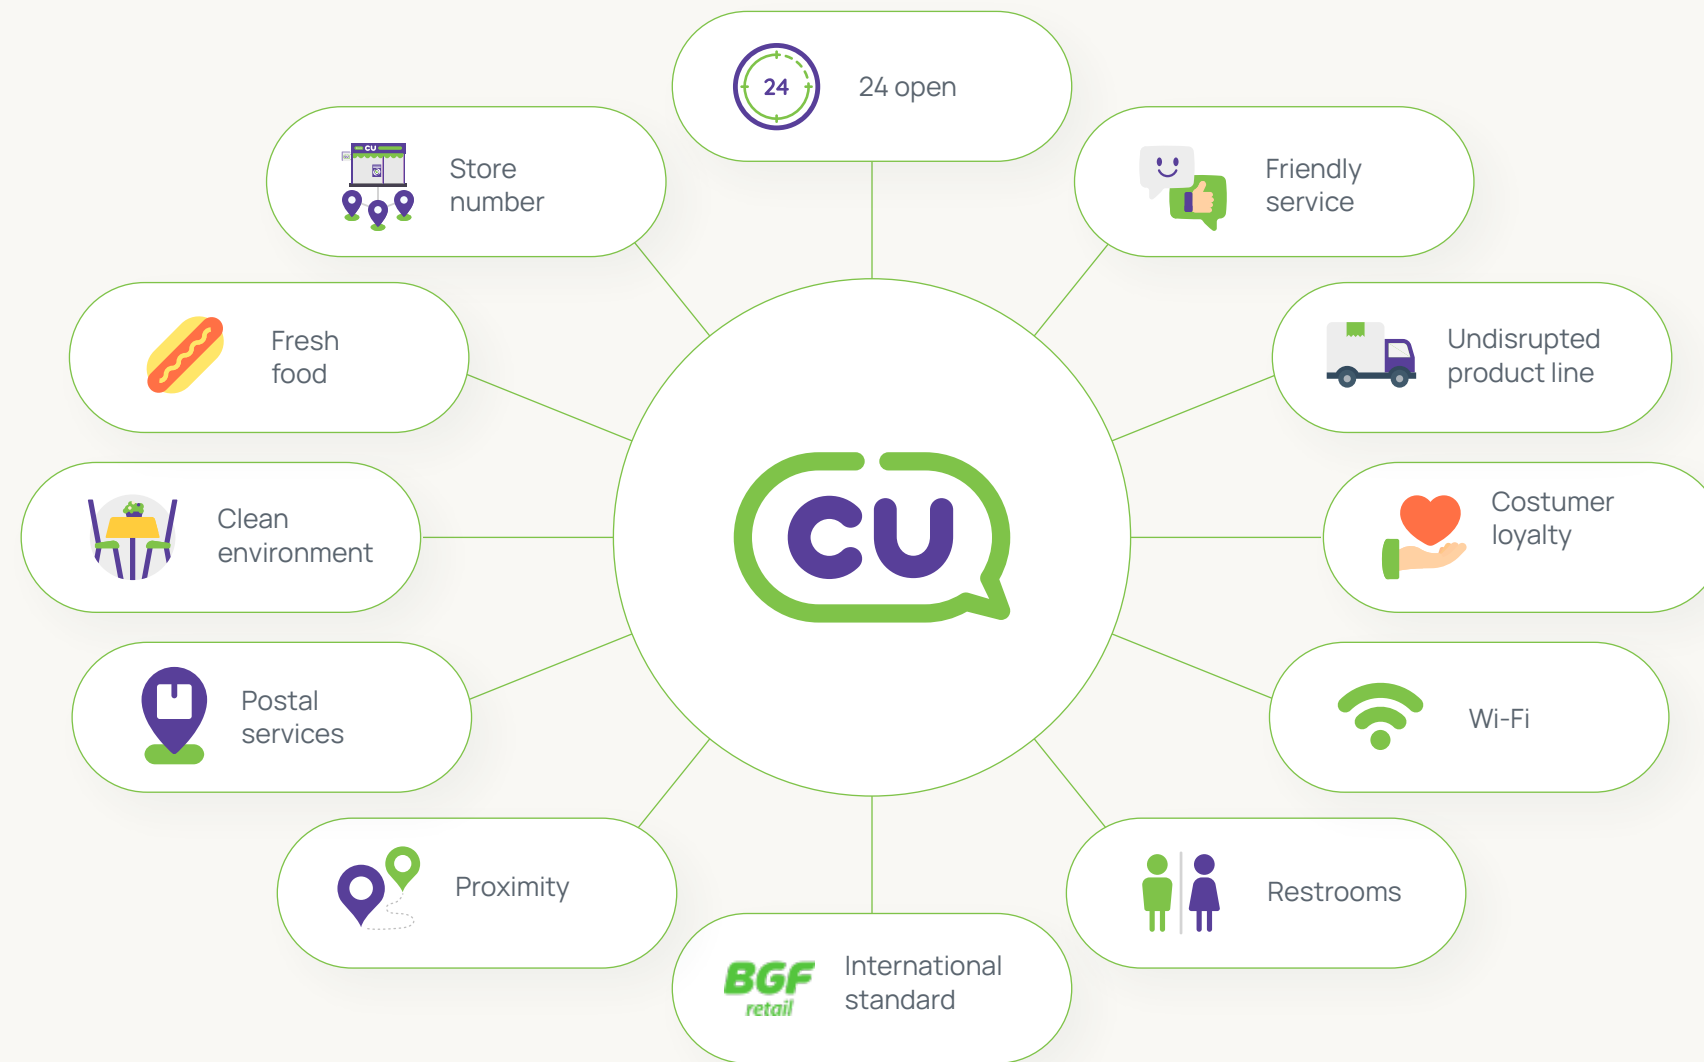 24
24 open
CU
Store
number
Friendly
service
Fresh
food
Undisrupted
product line
CU
Clean
environment
Costumer
loyalty
Postal
services
Wi-Fi
Proximity
Restrooms
BGF
retail
International
standard